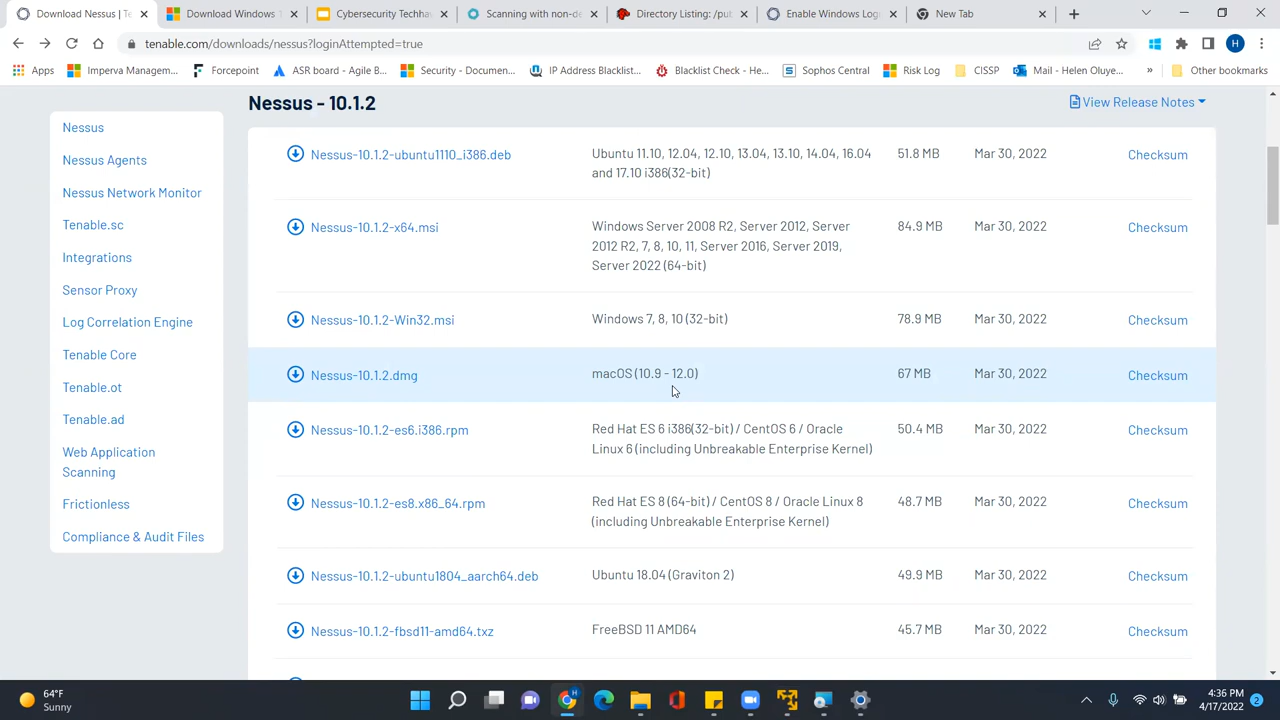 Download Nessus | Te
Download Windows 1
Cybersecurity Techha
Scanning with non-de
Directory Listing: /pu
Enable Windows Log
New Tab
tenable.com/downloads/nessus?loginAttempted=true
Apps
Imperva Managem...
Forcepoint
ASR board - Agile B...
Security - Documen...
IP Address Blacklist...
Blacklist Check - He...
Sophos Central
Risk Log
CISSP
Mail - Helen Oluye...
»
Other bookmarks
H
Nessus - 10.1.2
View Release Notes
Nessus
Nessus Agents
Nessus Network Monitor
Tenable.sc
Integrations
Sensor Proxy
Log Correlation Engine
Tenable Core
Tenable.ot
Tenable.ad
Web Application
Scanning
Frictionless
Compliance & Audit Files
Nessus-10.1.2-ubuntu1110_i386.deb
Ubuntu 11.10, 12.04, 12.10, 13.04, 13.10, 14.04, 16.04
and 17.10 i386(32-bit)
51.8 MB
Mar 30, 2022
Checksum
Nessus-10.1.2-x64.msi
Windows Server 2008 R2, Server 2012, Server
2012 R2, 7, 8, 10, 11, Server 2016, Server 2019,
Server 2022 (64-bit)
84.9 MB
Mar 30, 2022
Checksum
Nessus-10.1.2-Win32.msi
Windows 7, 8, 10 (32-bit)
78.9 MB
Mar 30, 2022
Checksum
Nessus-10.1.2.dmg
macOS (10.9 - 12.0)
67 MB
Mar 30, 2022
Checksum
Nessus-10.1.2-es6.i386.rpm
Red Hat ES 6 i386(32-bit) / CentOS 6 / Oracle
Linux 6 (including Unbreakable Enterprise Kernel)
50.4 MB
Mar 30, 2022
Checksum
Nessus-10.1.2-es8.x86_64.rpm
Red Hat ES 8 (64-bit) / CentOS 8 / Oracle Linux 8
(including Unbreakable Enterprise Kernel)
48.7 MB
Mar 30, 2022
Checksum
Nessus-10.1.2-ubuntu1804_aarch64.deb
Ubuntu 18.04 (Graviton 2)
49.9 MB
Mar 30, 2022
Checksum
Nessus-10.1.2-fbsd11-amd64.txz
FreeBSD 11 AMD64
45.7 MB
Mar 30, 2022
Checksum
64°F
Sunny
4:36 PM
4/17/2022
2